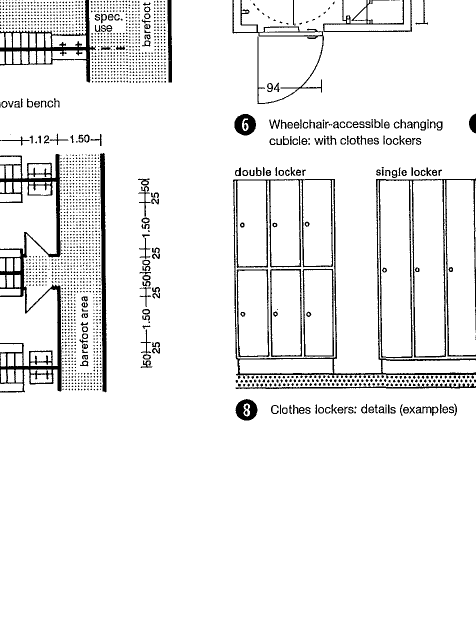 spec.
use
barefoot
oval bench
1.12
1.50
50
25
1.50
25
50
50
25
1.50
25
50
barefoot area
94
6 Wheelchair-accessible changing
cubicle: with clothes lockers
double locker
single locker
8 Clothes lockers: details (examples)